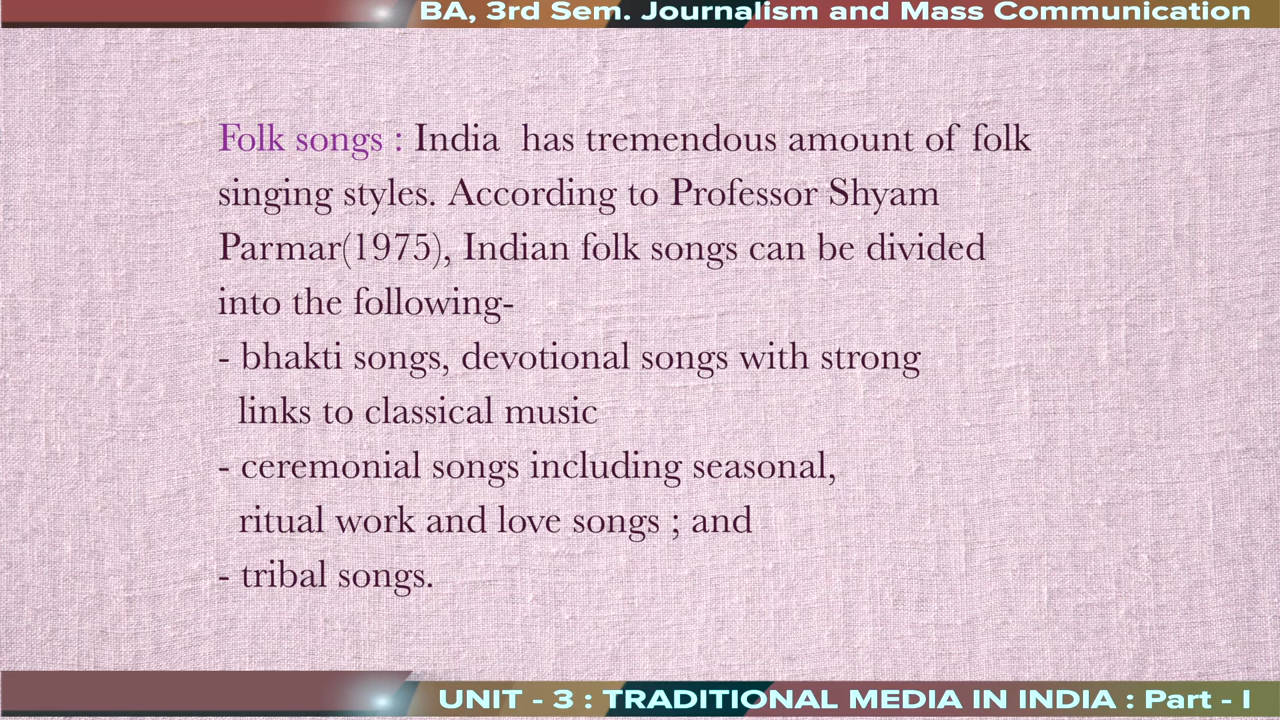 BA, 3rd Sem. Journalism and Mass Communication
Folk songs : India has tremendous amount of folk
singing styles. According to Professor Shyam
Parmar(1975), Indian folk songs can be divided
into the following-
- bhakti songs, devotional songs with strong
links to classical music
- ceremonial songs including seasonal,
ritual work and love songs ; and
- tribal songs.
UNIT - 3 : TRADITIONAL MEDIA IN INDIA : Part - I